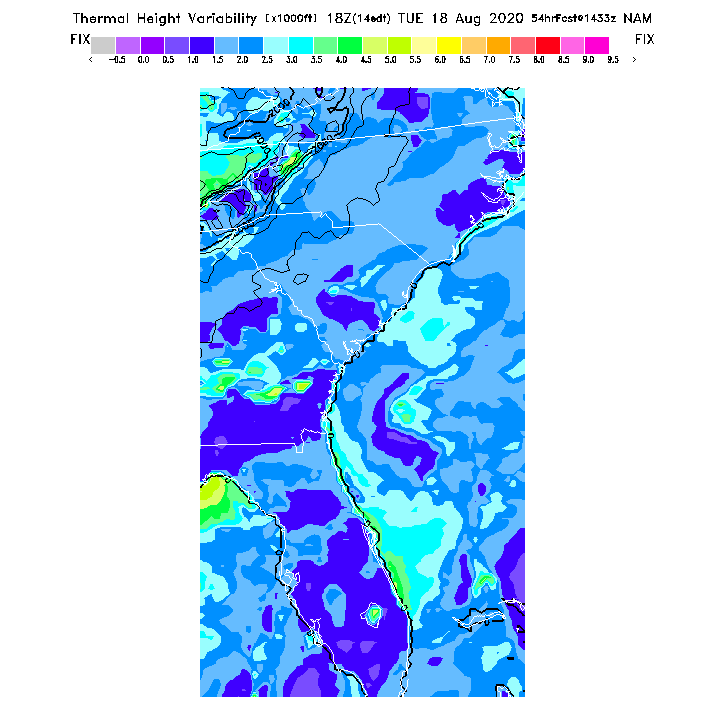 Thermal Height Variability [x1000ft] 18Z(14edt) TUE 18 Aug 2020 54hrFcst@1433z NAM
FIX FIX
< -0.5 0.0 0.5 1.0 1.5 2.0 2.5 3.0 3.5 4.0 4.5 5.0 5.5 6.0 6.5 7.0 7.5 8.0 8.5 9.0 9.5 >
2000